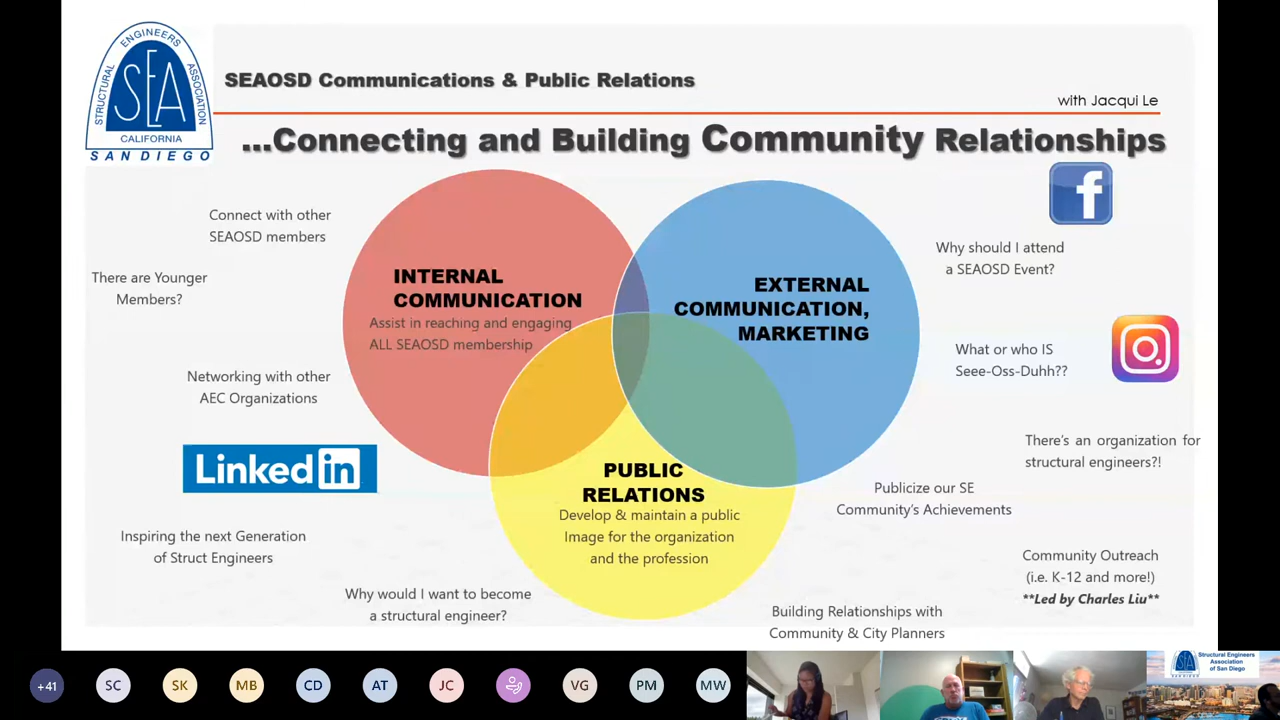 STRUCTURAL ENGINEERS ASSOCIATION
SEA
CALIFORNIA
SAN DIEGO
SEAOSD Communications & Public Relations
with Jacqui Le
...Connecting and Building Community Relationships
Connect with other
SEAOSD members
There are Younger
Members?
Networking with other
AEC Organizations
Linked in
Inspiring the next Generation
of Struct Engineers
Why would I want to become
a structural engineer?
INTERNAL
COMMUNICATION
Assist in reaching and engaging
ALL SEAOSD membership
EXTERNAL
COMMUNICATION,
MARKETING
PUBLIC
RELATIONS
Develop & maintain a public
Image for the organization
and the profession
f
Why should I attend
a SEAOSD Event?
What or who IS
Seee-Oss-Duhh??
There's an organization for
structural engineers?!
Publicize our SE
Community's Achievements
Community Outreach
(i.e. K-12 and more!)
**Led by Charles Liu**
Building Relationships with
Community & City Planners
+41
SC
SK
MB
CD
AT
JC
VG
PM
MW
SEA
SAN DIEGO
Structural Engineers
Association
of San Diego